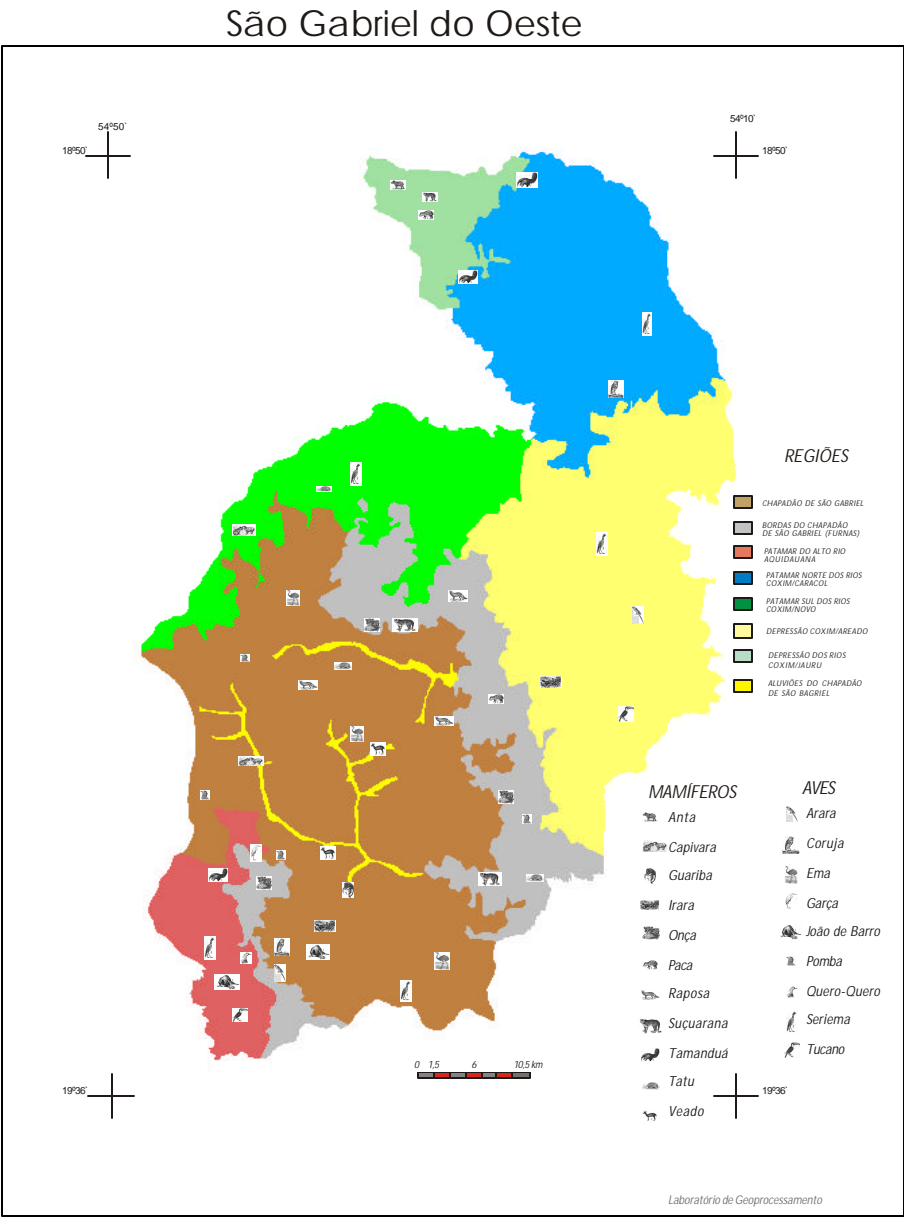 São Gabriel do Oeste
54º50'
18º50'
54º10'
18º50'
REGIÕES
CHAPADÃO DE SÃO GABRIEL
BORDAS DO CHAPADÃO
DE SÃO GABRIEL (FURNAS)
PATAMAR DO ALTO RIO
AQUIDAUANA
PATAMAR NORTE DOS RIOS
COXIM/CARACOL
PATAMAR SUL DOS RIOS
COXIM/NOVO
DEPRESSÃO COXIM/AREADO
DEPRESSÃO DOS RIOS
COXIM/JAURU
ALUVIÕES DO CHAPADÃO
DE SÃO BAGRIEL
MAMÍFEROS
Anta
Capivara
Guariba
Irara
Onça
Paca
Raposa
Suçuarana
Tamanduá
Tatu
Veado
AVES
Arara
Coruja
Ema
Garça
João de Barro
Pomba
Quero-Quero
Seriema
Tucano
0 1,5 6 10,5 km
19º36'
19º36'
Laboratório de Geoprocessamento